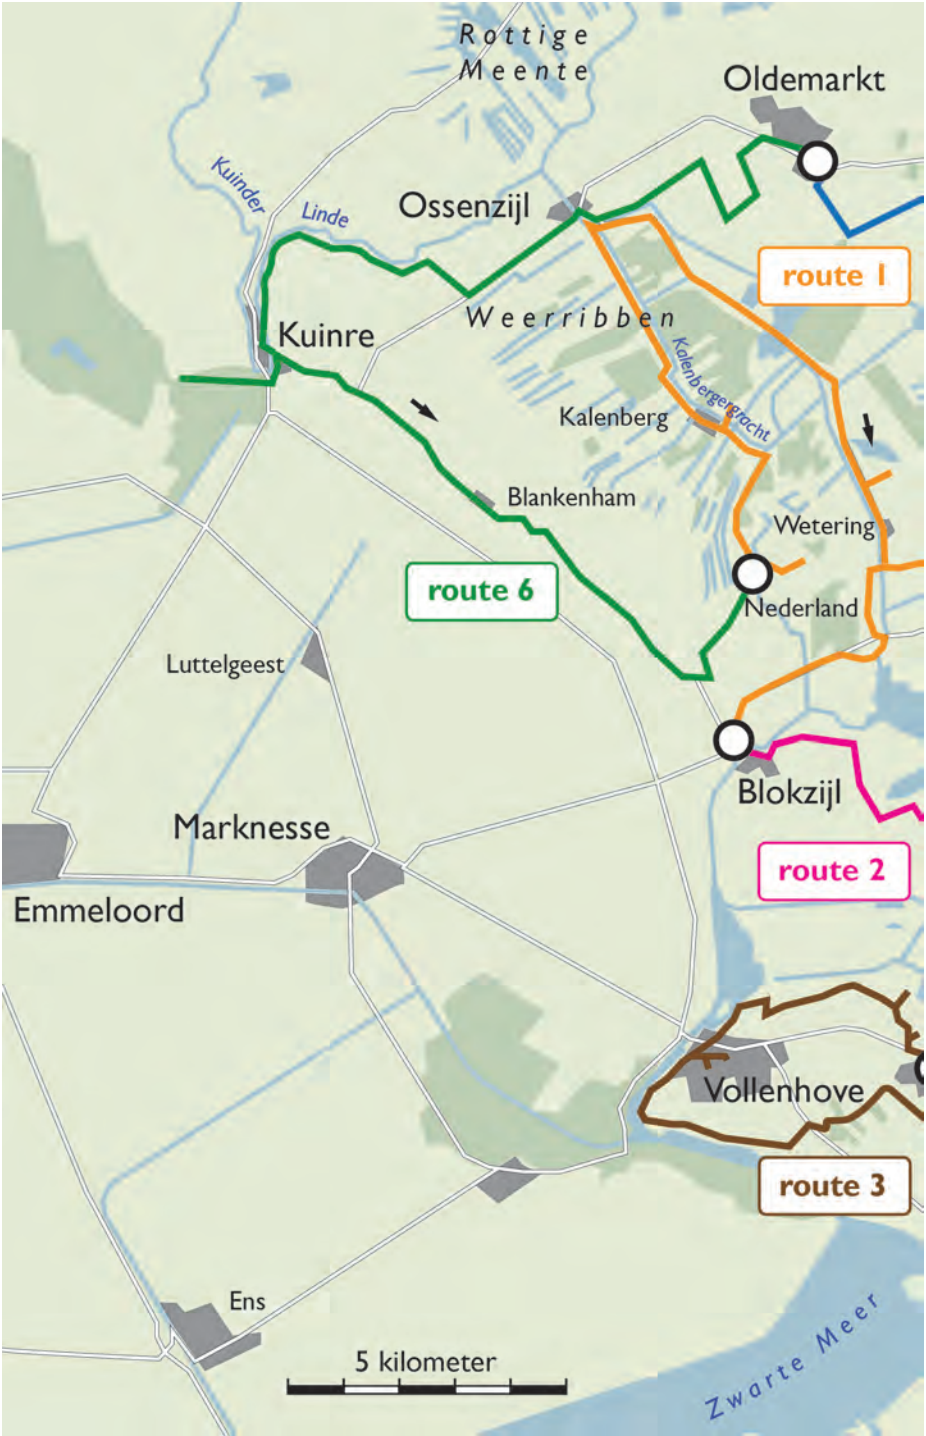 Rottige
Meente
Oldemarkt
Kuinder
Linde
Ossenzijl
route 1
Weerribben
Kuinre
Kalenbergergracht
Kalenberg
Blankenham
Wetering
route 6
Nederland
Luttelgeest
Blokzijl
Marknesse
route 2
Emmeloord
Vollenhove
route 3
Ens
Zwarte Meer
5 kilometer